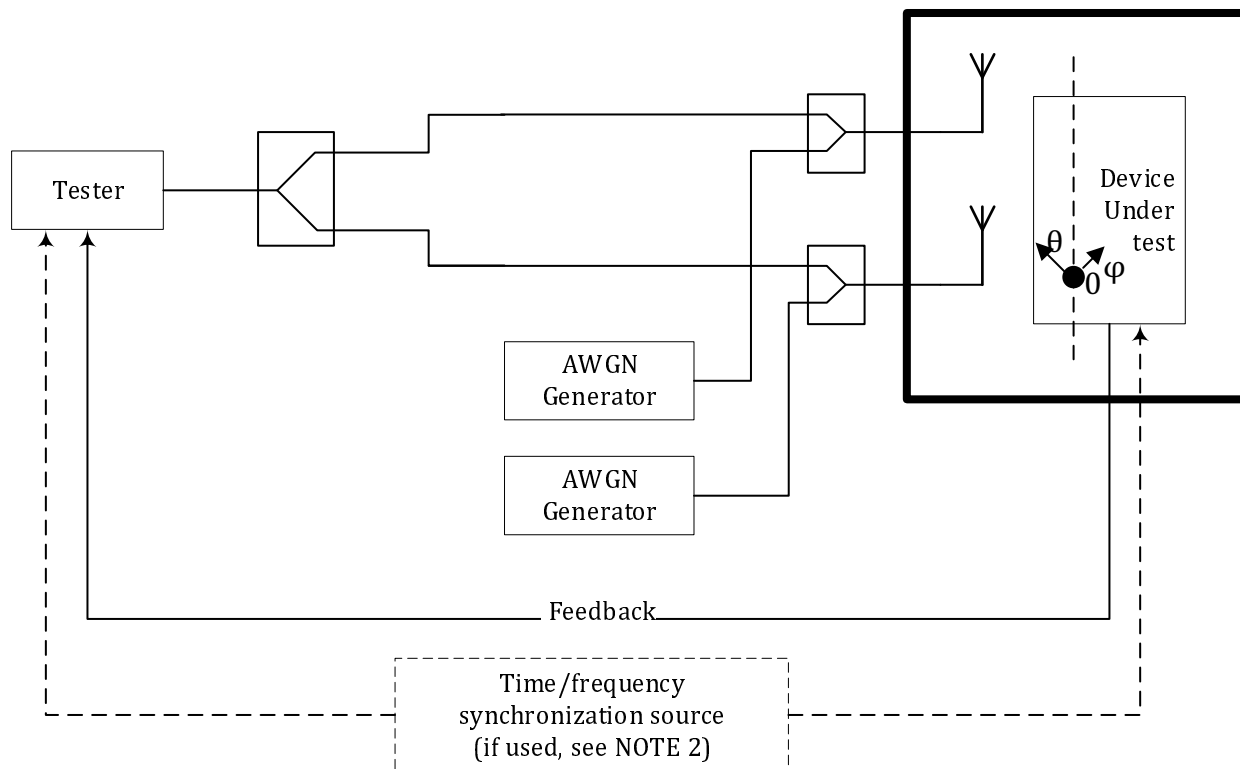 Tester
Device
Under
test
θ
0
φ
AWGN
Generator
AWGN
Generator
Feedback
Time/frequency
synchronization source
(if used, see NOTE 2)